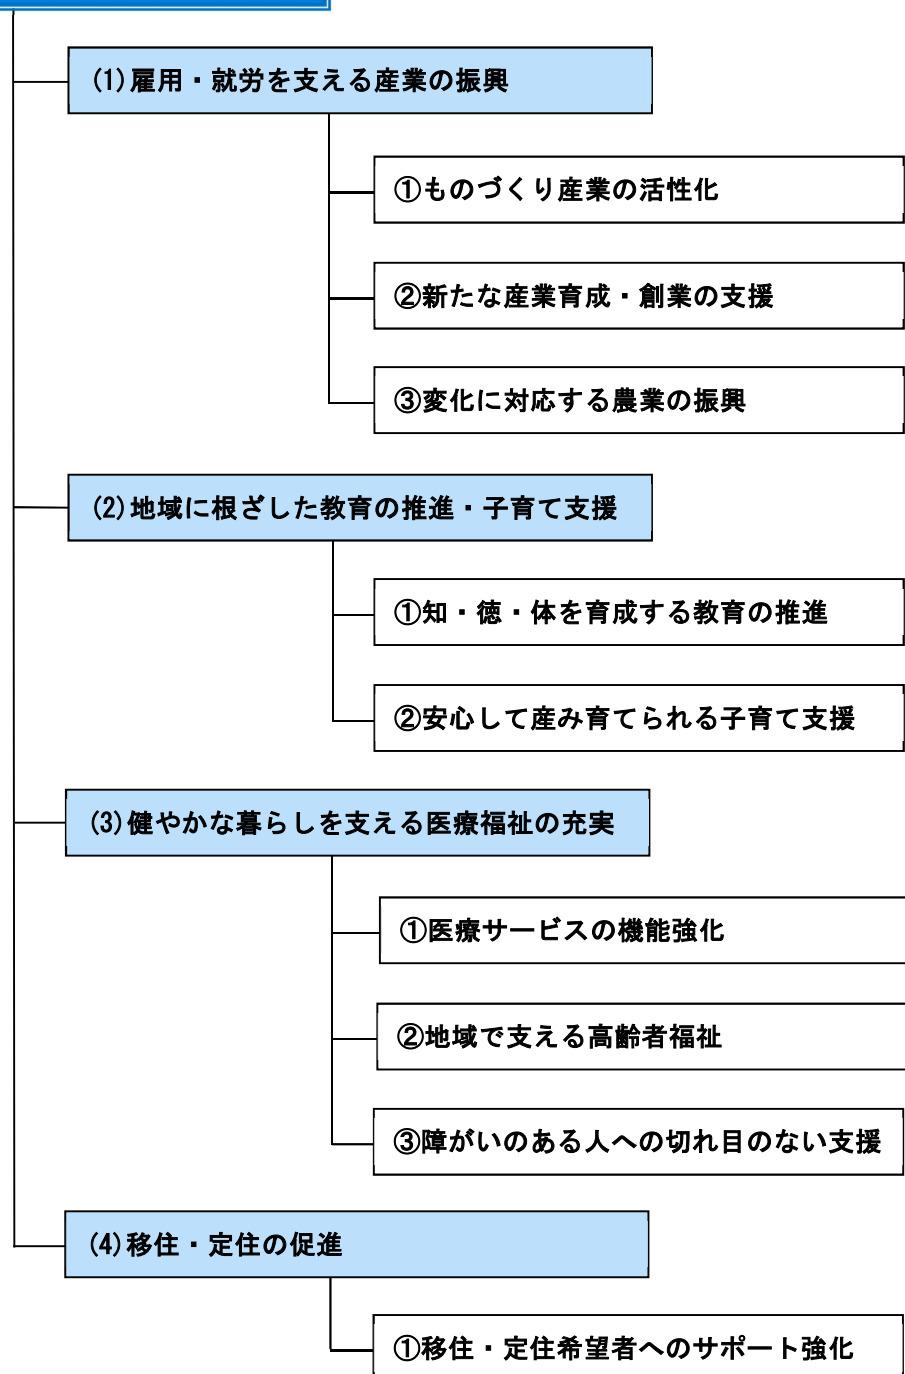 (1)雇用・就労を支える産業の振興
①ものづくり産業の活性化
②新たな産業育成・創業の支援
③変化に対応する農業の振興
(2)地域に根ざした教育の推進・子育て支援
①知・徳・体を育成する教育の推進
②安心して産み育てられる子育て支援
(3)健やかな暮らしを支える医療福祉の充実
①医療サービスの機能強化
②地域で支える高齢者福祉
③障がいのある人への切れ目のない支援
(4)移住・定住の促進
①移住・定住希望者へのサポート強化